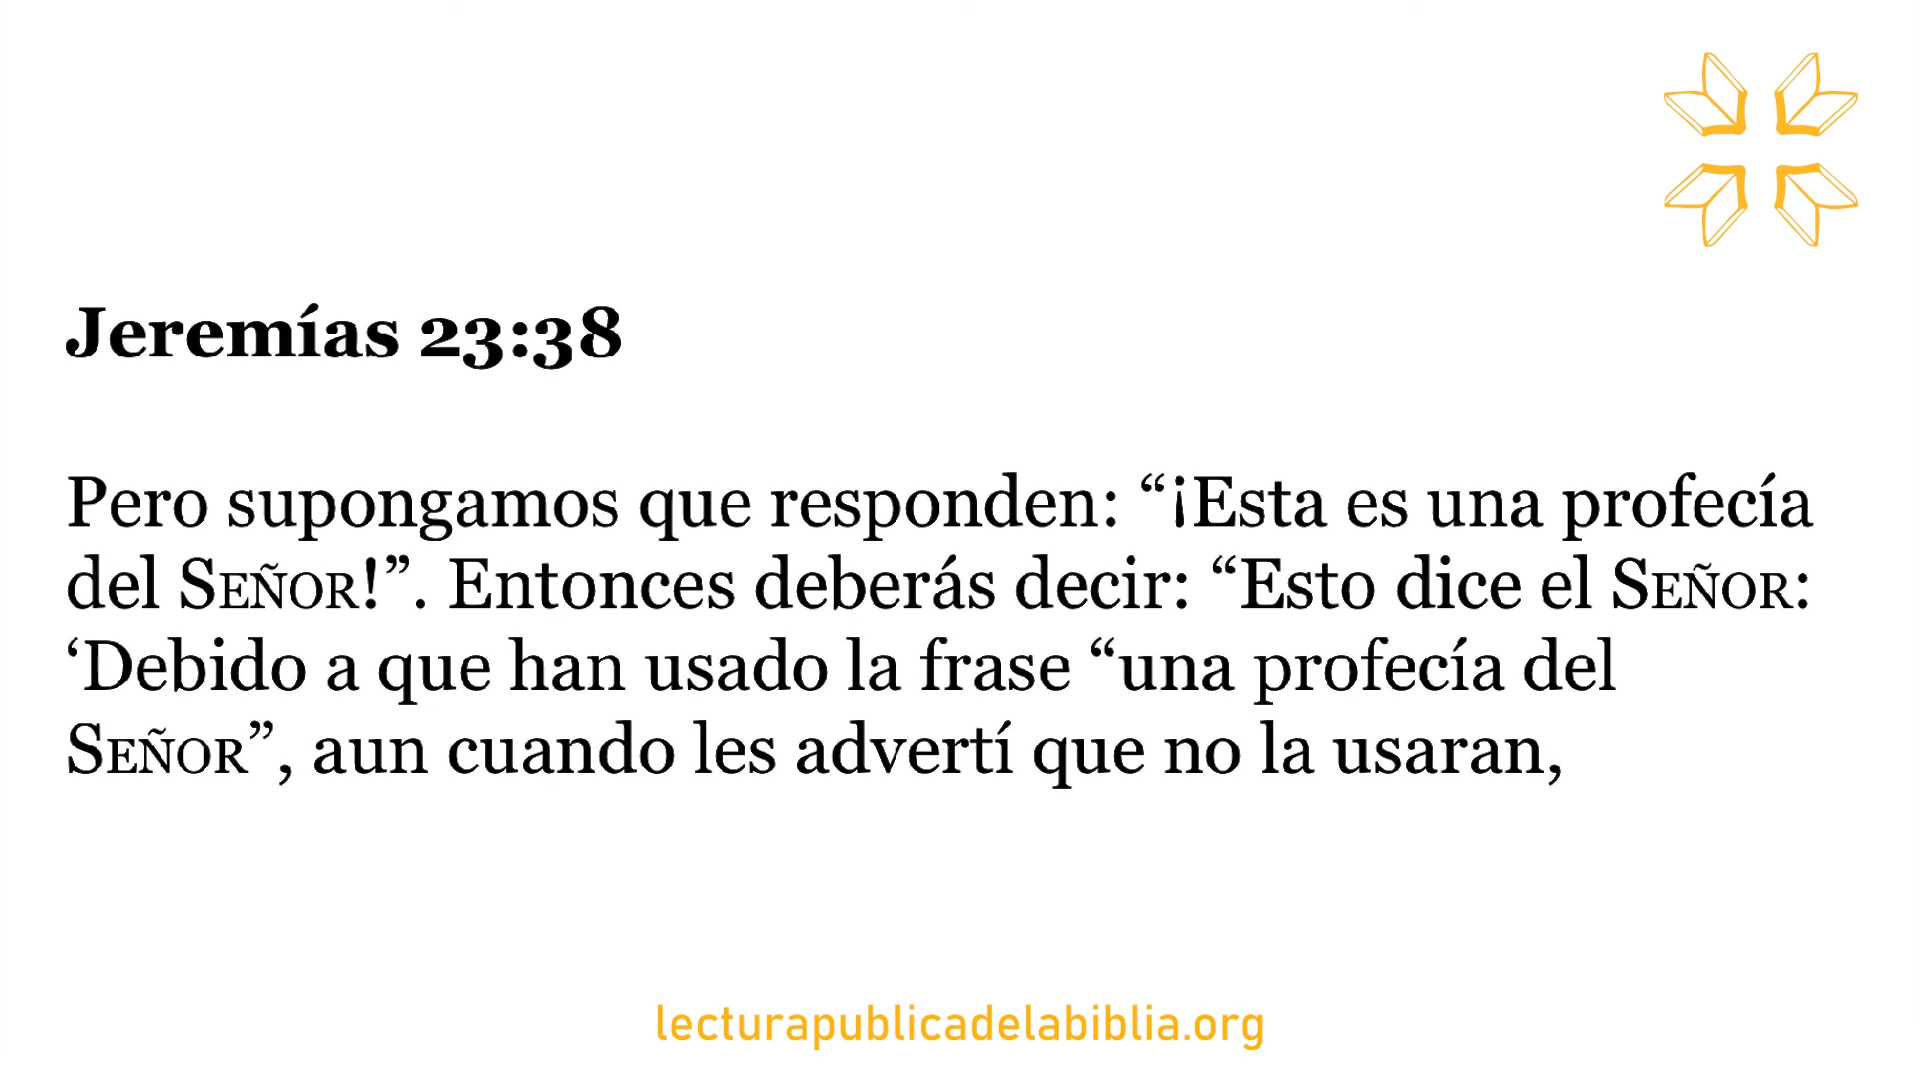 Jeremías 23:38
Pero supongamos que responden: “¡Esta es una profecía
del SEÑOR!”. Entonces deberás decir: “Esto dice el SEÑOR:
‘Debido a que han usado la frase “una profecía del
SEÑOR”, aun cuando les advertí que no la usaran,
lecturapublicadelabiblia.org